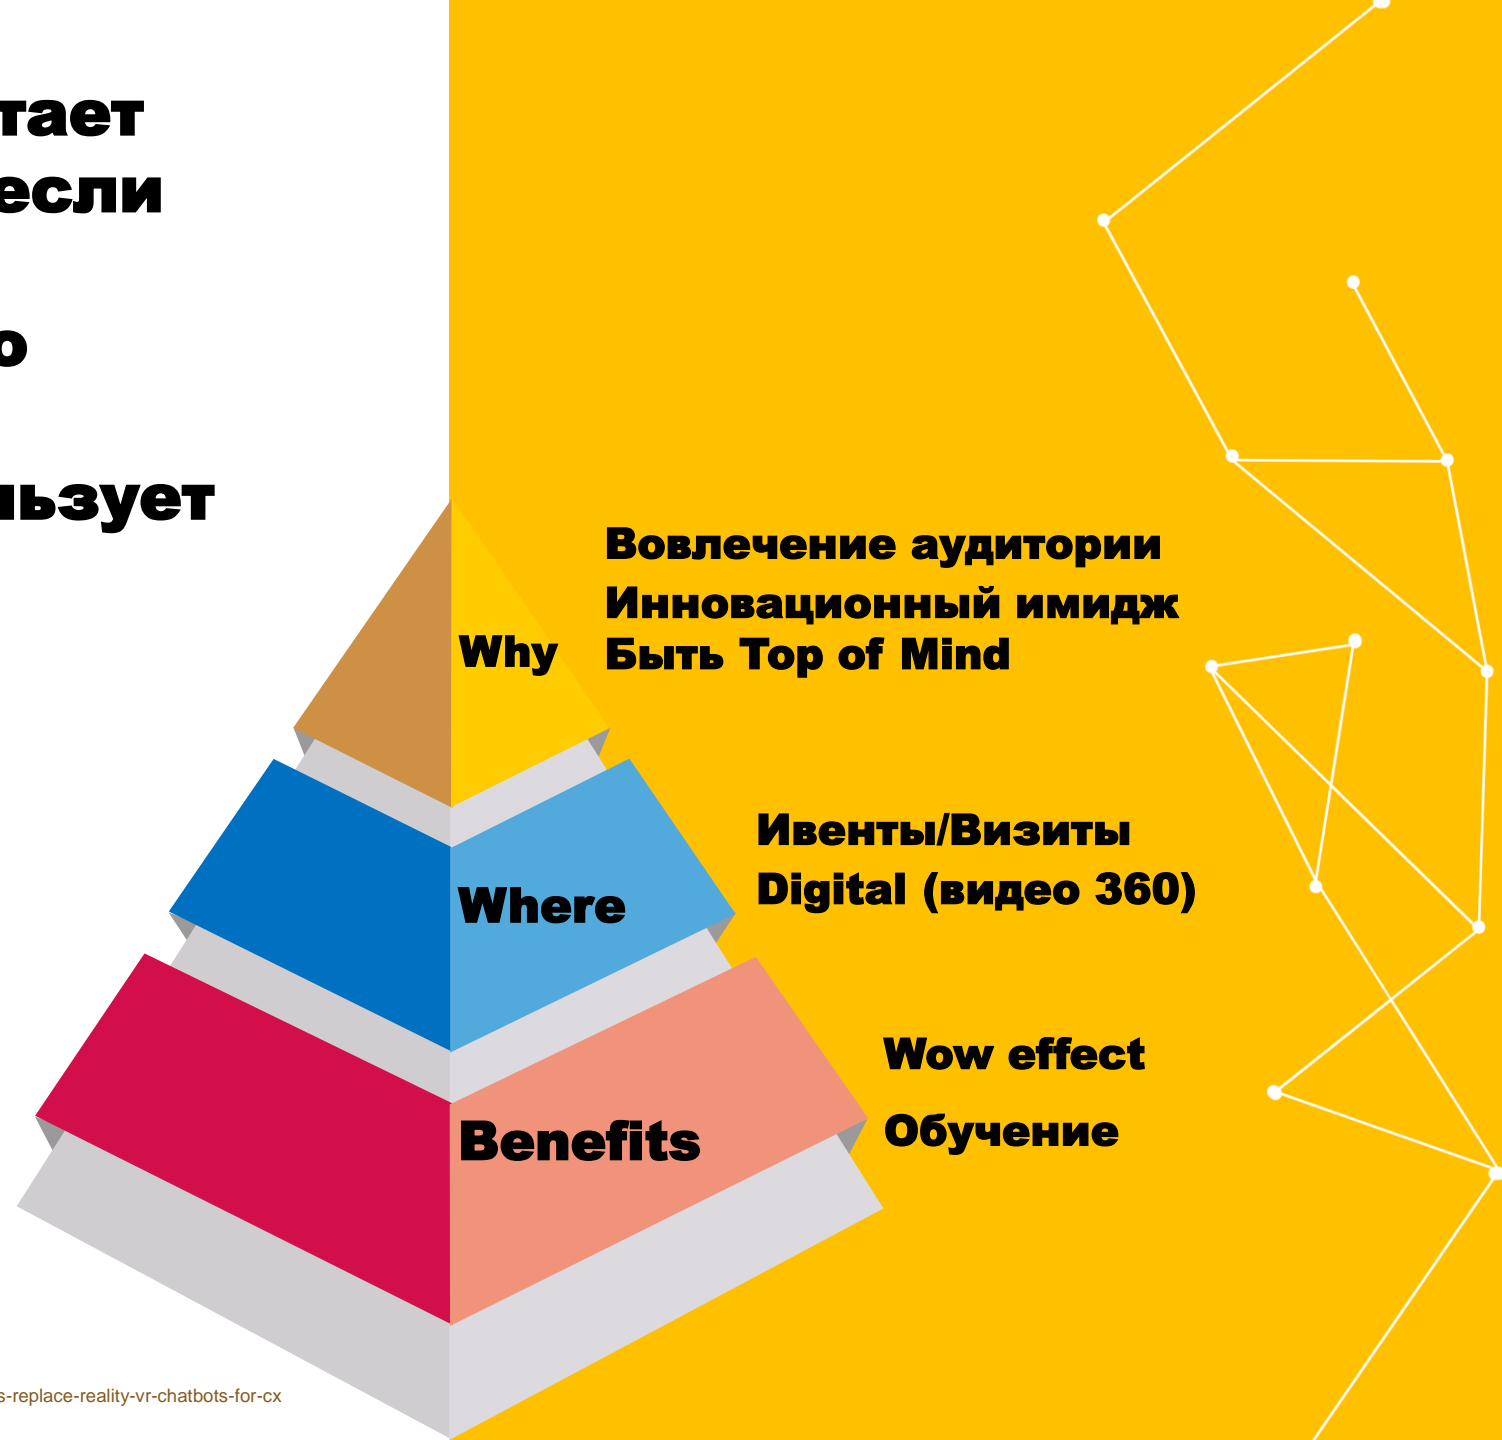 тает
если
о
льзует
Вовлечение аудитории
Инновационный имидж
Why
Быть Top of Mind
Ивенты/Визиты
Digital (видео 360)
Where
Wow effect
Обучение
Benefits
s-replace-reality-vr-chatbots-for-cx